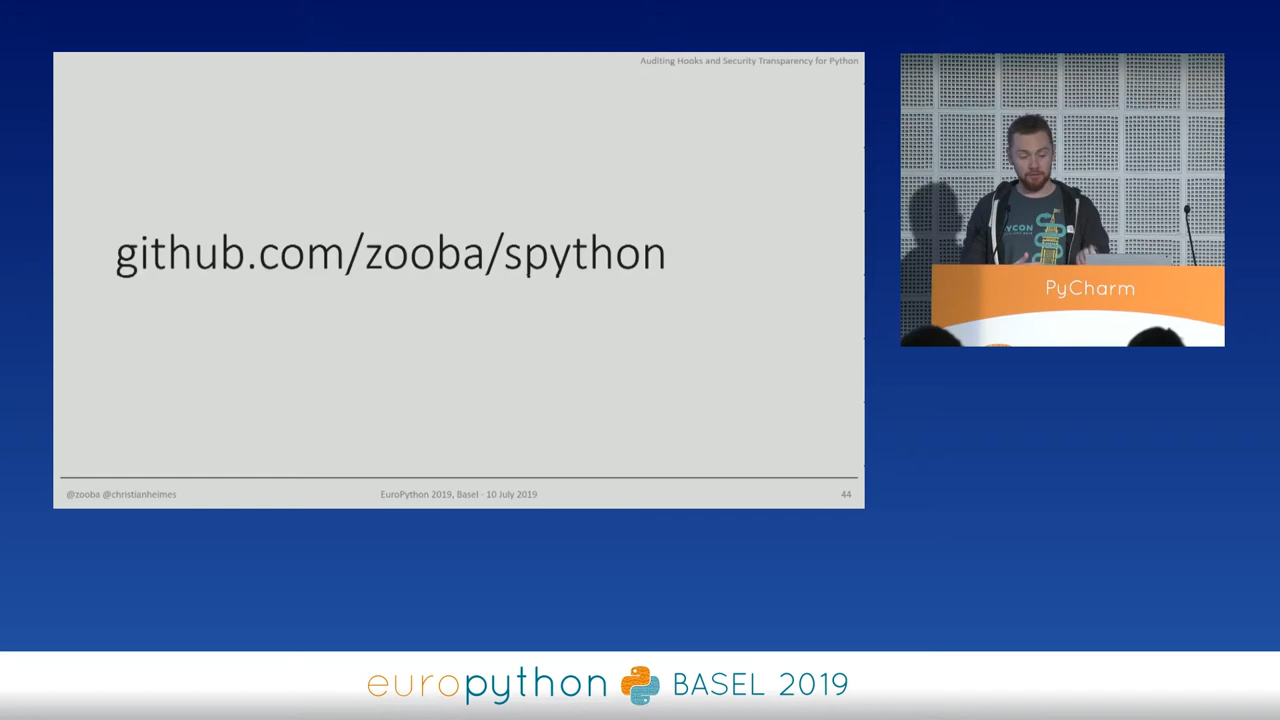 Auditing Hooks and Security Transparency for Python
github.com/zooba/spython
@zooba @christianheimes
EuroPython 2019, Basel - 10 July 2019
44
YCON
PyCharm
europython BASEL 2019